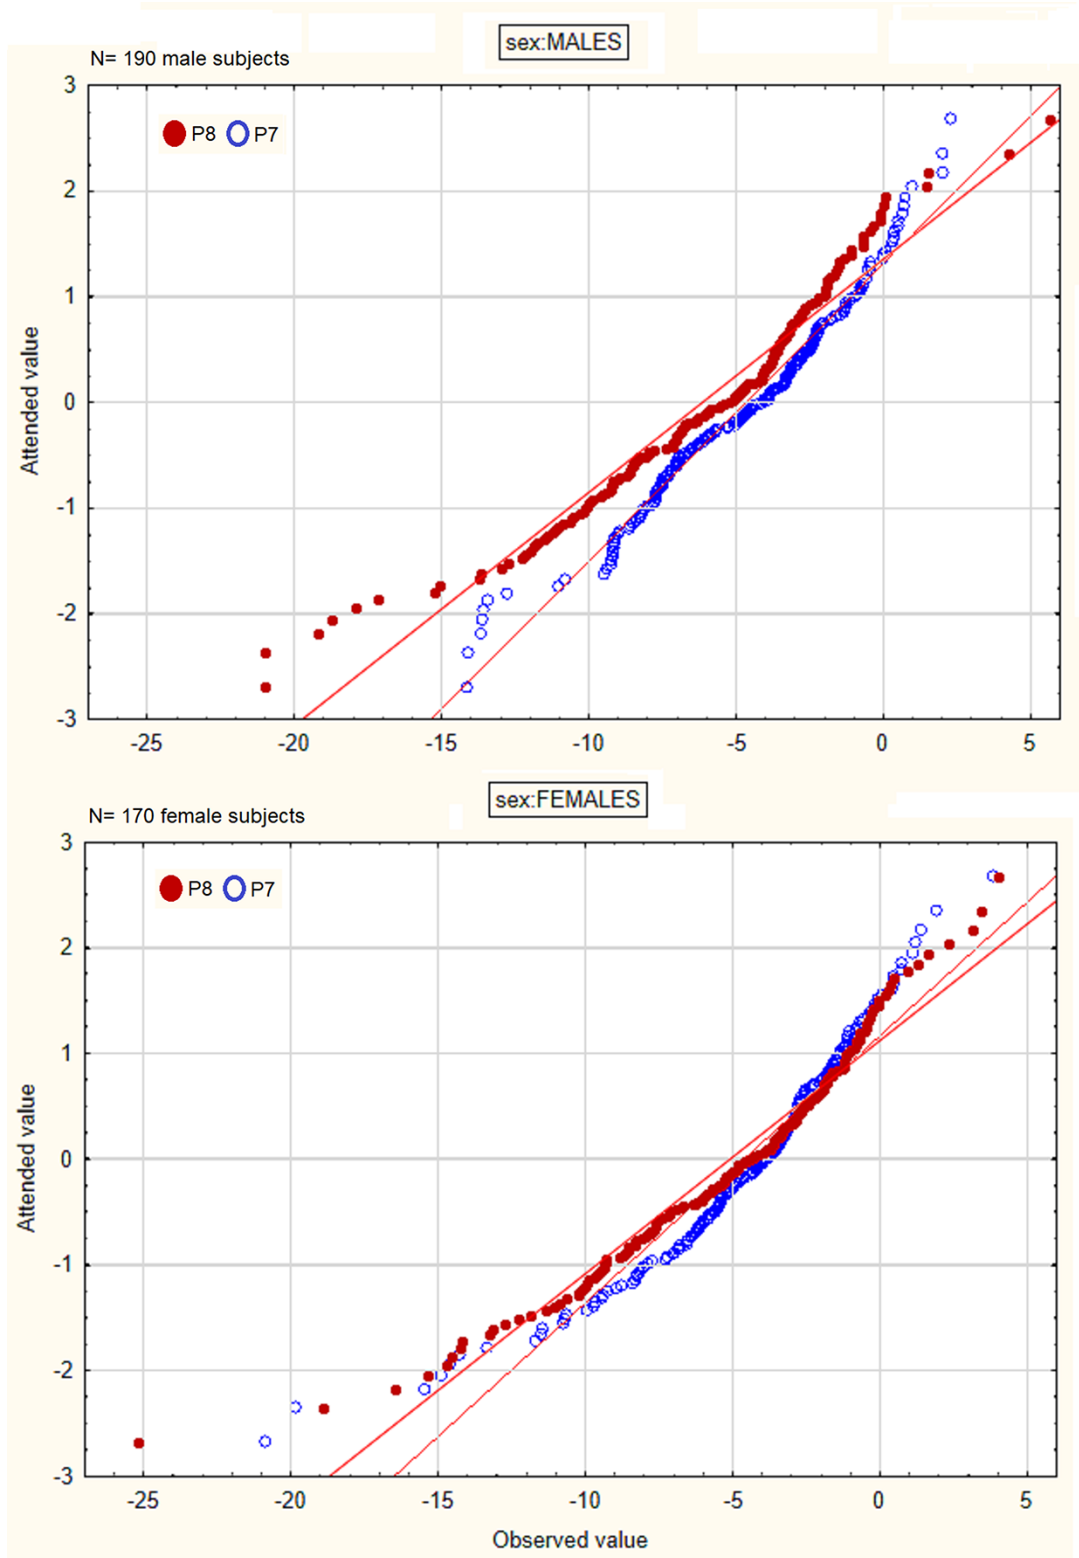 sex:MALES
N= 190 male subjects
P8 P7
3
2
1
0
-1
-2
-3
Attended value
-25 -20 -15 -10 -5 0 5
sex:FEMALES
N= 170 female subjects
P8 P7
3
2
1
0
-1
-2
-3
Attended value
-25 -20 -15 -10 -5 0 5
Observed value